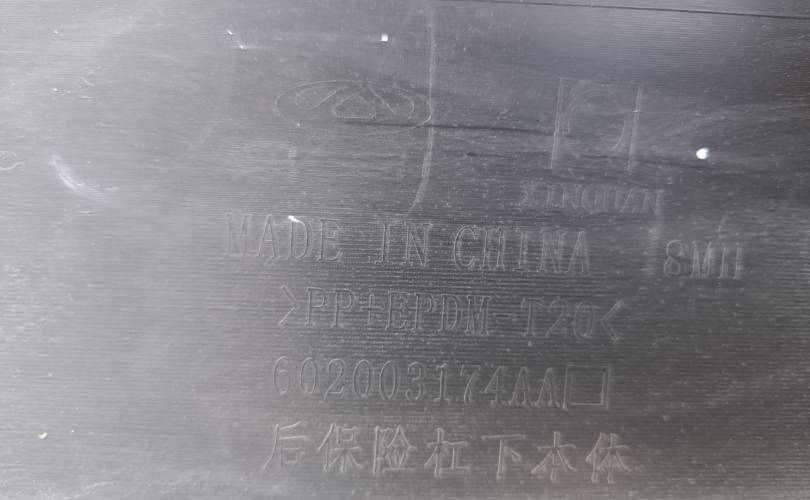 XINQUAN
MADE IN CHINA 8MH
>PP+EPDM-T20<
602003174AA□
后保险杠下本体